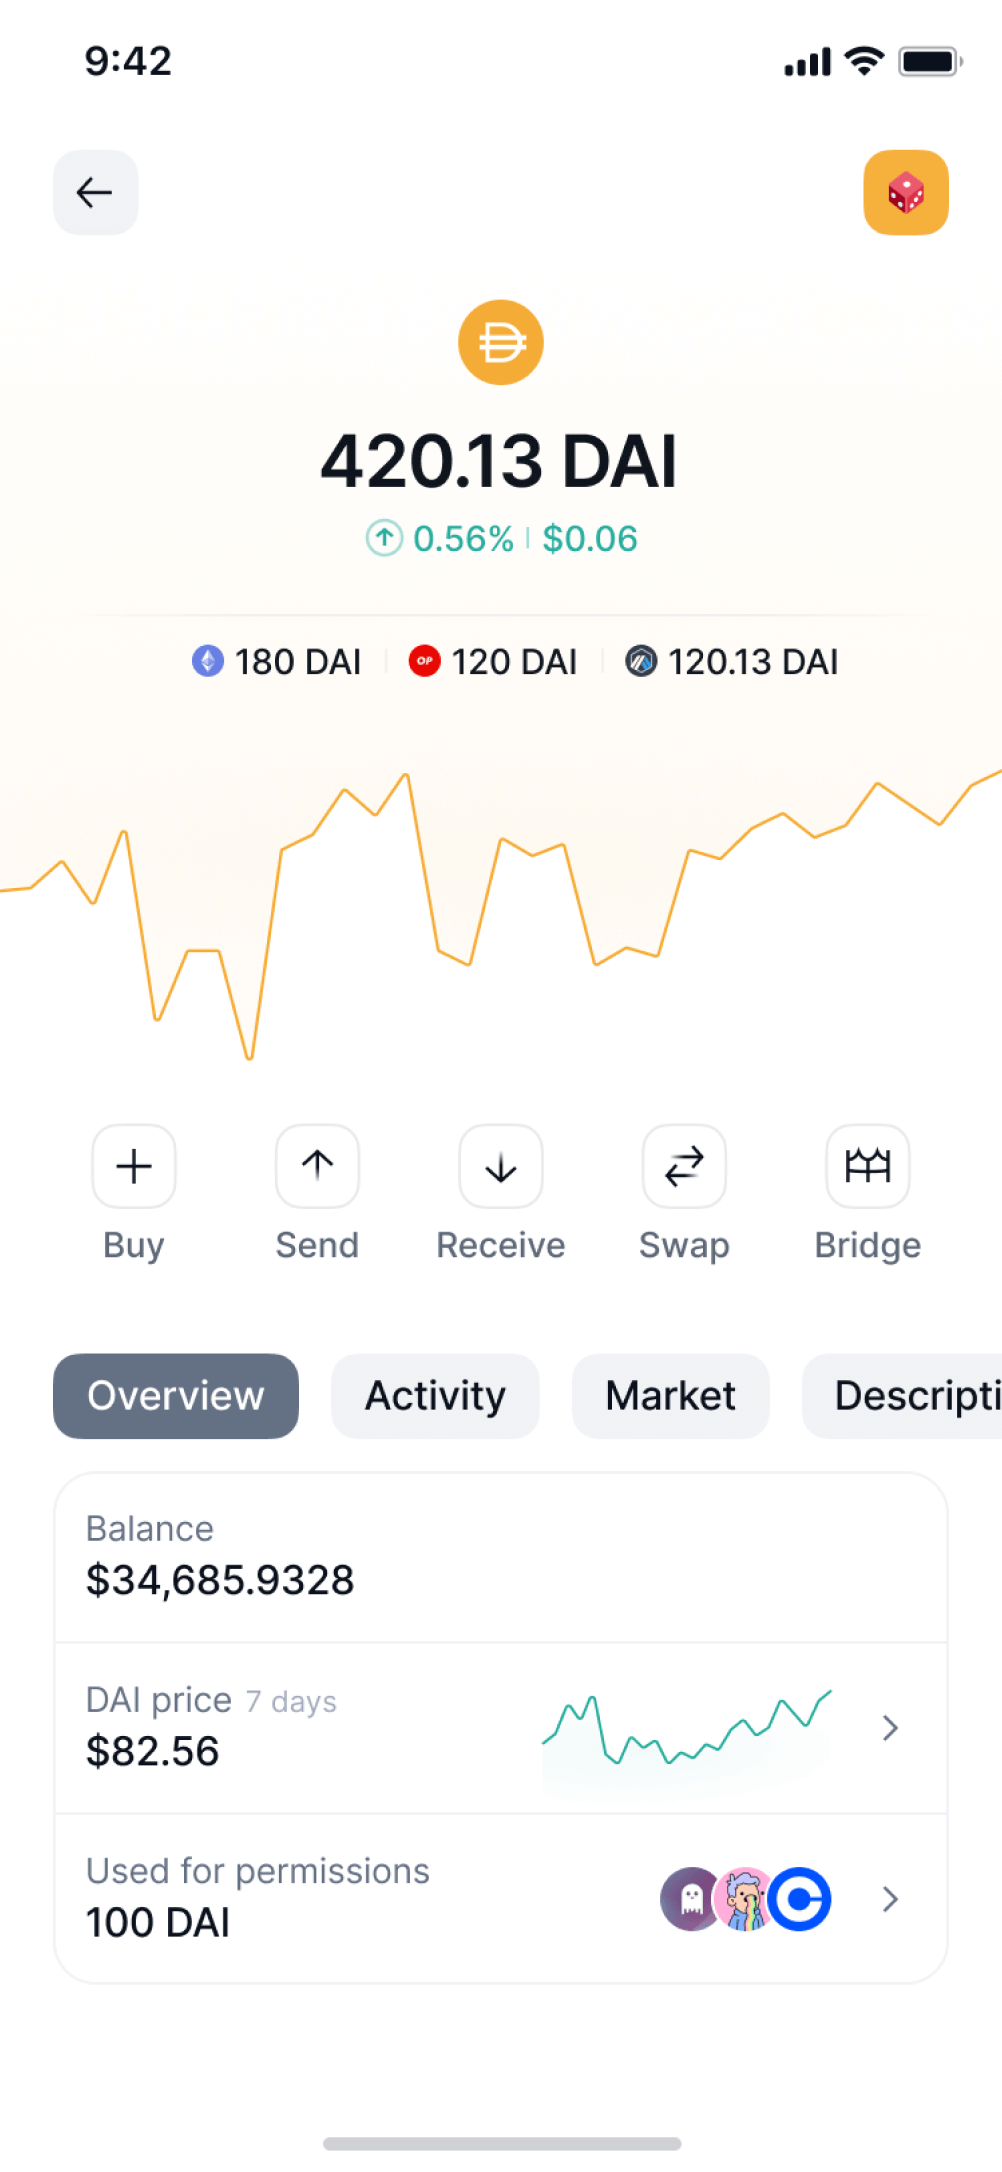 9:42
420.13 DAI
0.56% $0.06
180 DAI OP 120 DAI 120.13 DAI
Buy Send Receive Swap Bridge
Overview Activity Market Descripti
Balance
$34,685.9328
DAI price 7 days
$82.56
Used for permissions
100 DAI